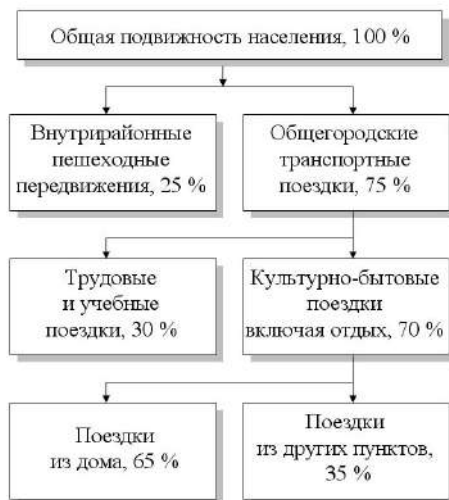 Общая подвижность населения, 100 %
Внутрирайонные
пешеходные
передвижения, 25 %
Общегородские
транспортные
поездки, 75 %
Трудовые
и учебные
поездки, 30 %
Культурно-бытовые
поездки
включая отдых, 70 %
Поездки
из дома, 65 %
Поездки
из других пунктов,
35 %